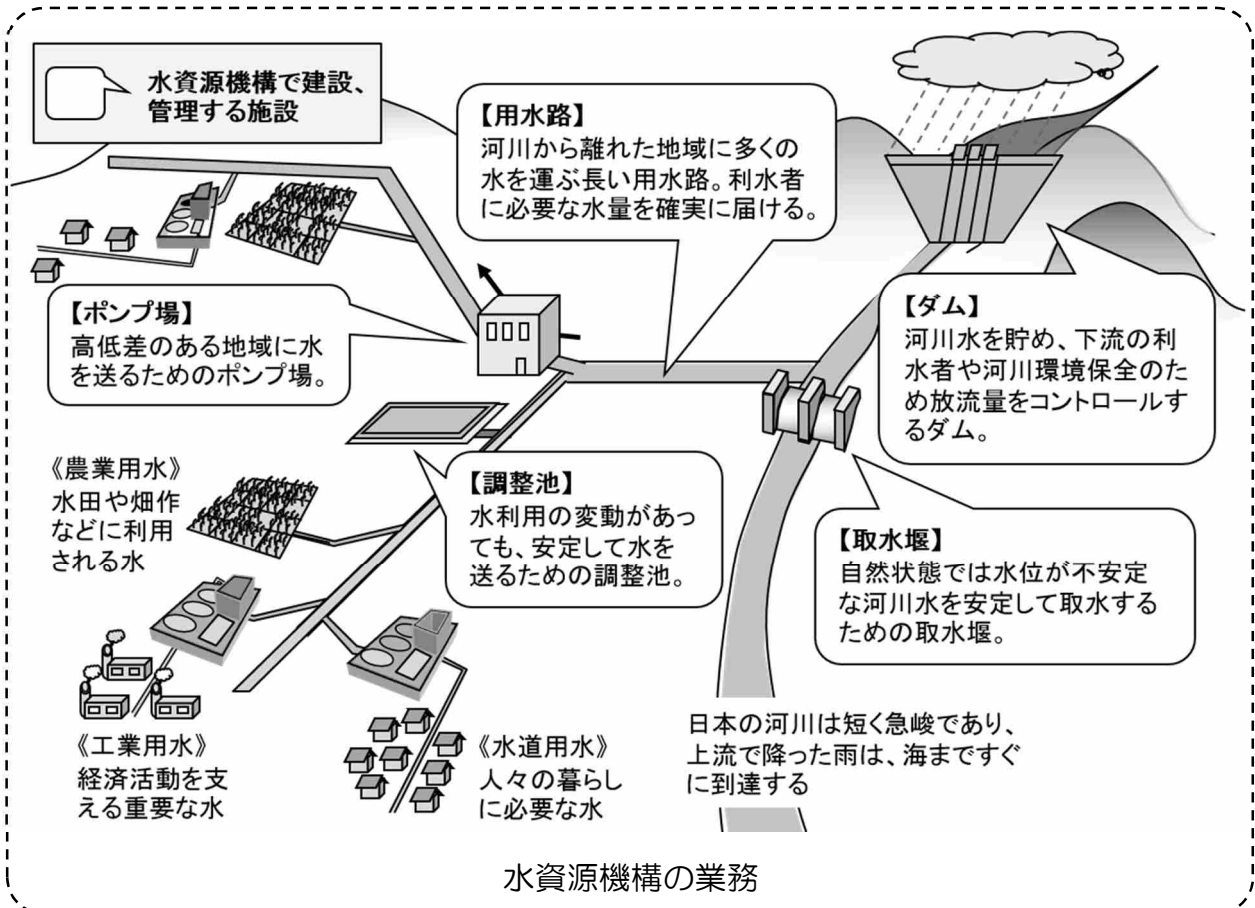 水資源機構で建設、
管理する施設
【用水路】
河川から離れた地域に多くの
水を運ぶ長い用水路。利水者
に必要な水量を確実に届ける。
【ポンプ場】
高低差のある地域に水
を送るためのポンプ場。
【ダム】
河川水を貯め、下流の利
水者や河川環境保全のた
め放流量をコントロールす
るダム。
【調整池】
水利用の変動があっ
ても、安定して水を
送るための調整池。
【取水堰】
自然状態では水位が不安定
な河川水を安定して取水する
ための取水堰。
《農業用水》
水田や畑作
などに利用
される水
《工業用水》
経済活動を支
える重要な水
《水道用水》
人々の暮らし
に必要な水
日本の河川は短く急峻であり、
上流で降った雨は、海まですぐ
に到達する
水資源機構の業務